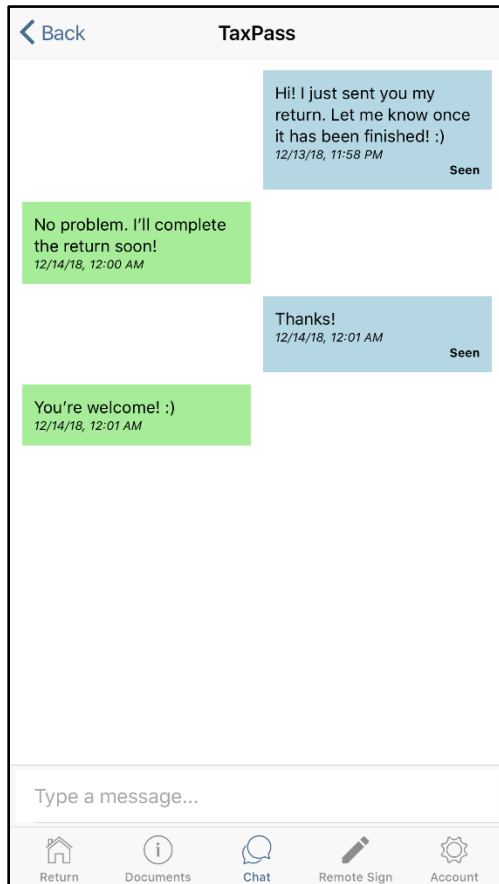 Back
TaxPass
Hi! I just sent you my
return. Let me know once
it has been finished! :)
12/13/18, 11:58 PM
Seen
No problem. I'll complete
the return soon!
12/14/18, 12:00 AM
Thanks!
12/14/18, 12:01 AM
Seen
You're welcome! :)
12/14/18, 12:01 AM
Type a message...
Return
Documents
Chat
Remote Sign
Account